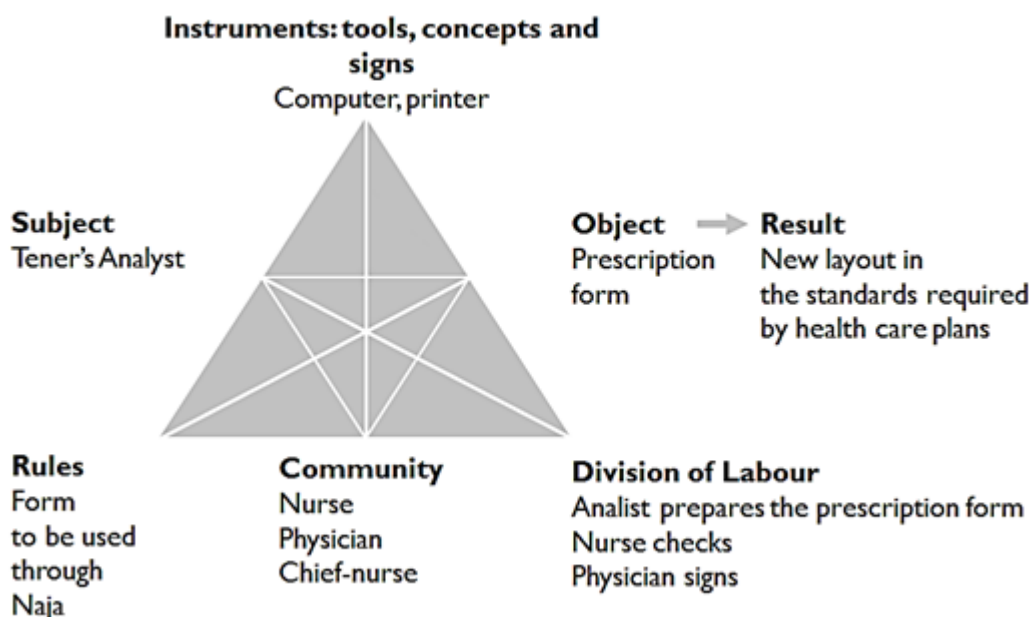 Instruments: tools, concepts and
signs
Computer, printer
Subject
Tener's Analyst
Object
Prescription
form
Result
New layout in
the standards required
by health care plans
Rules
Form
to be used
through
Naja
Community
Nurse
Physician
Chief-nurse
Division of Labour
Analist prepares the prescription form
Nurse checks
Physician signs